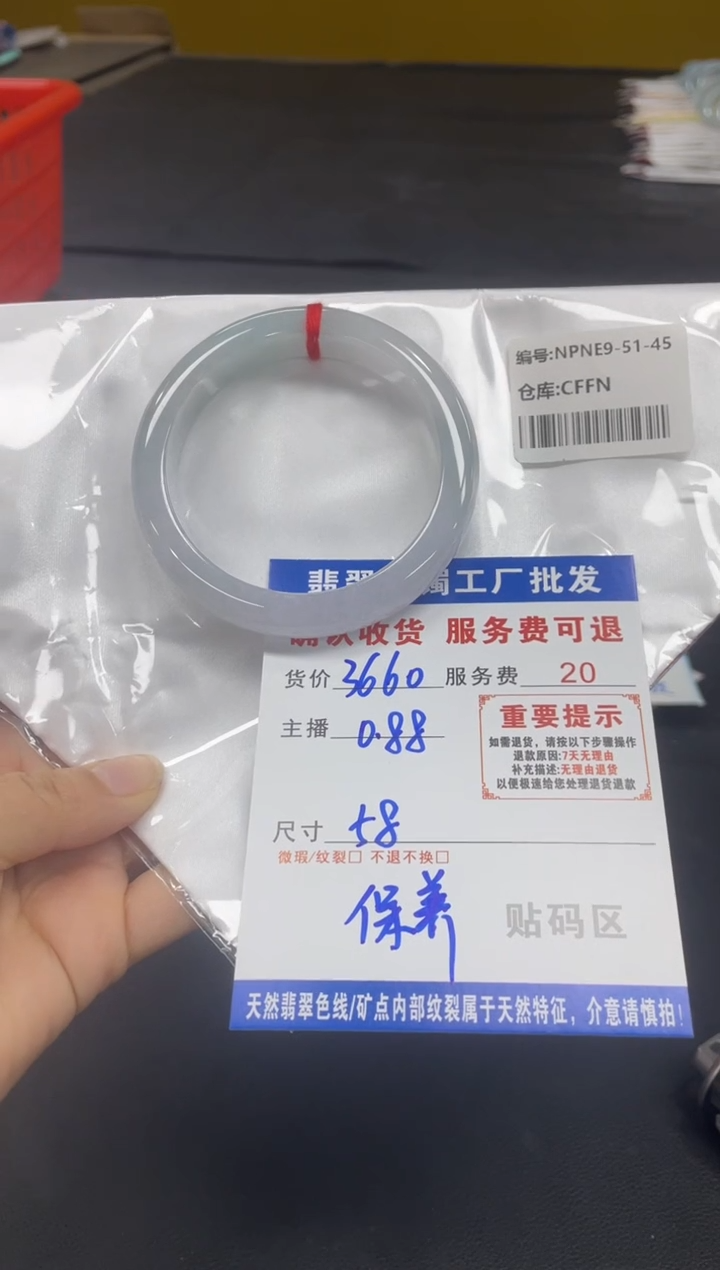 编号:NPNE9-51-45
仓库:CFFN
翡翠 镯工厂批发
确认收货 服务费可退
货价 3660 服务费 20
主播 0.88
重要提示
如需退货，请按以下步骤操作
退款原因:7天无理由
补充描述:无理由退货
以便极速给您处理退货退款
尺寸 58
微瑕/纹裂□ 不退不换□
保养
贴码区
天然翡翠色线/矿点内部纹裂属于天然特征，介意请慎拍!